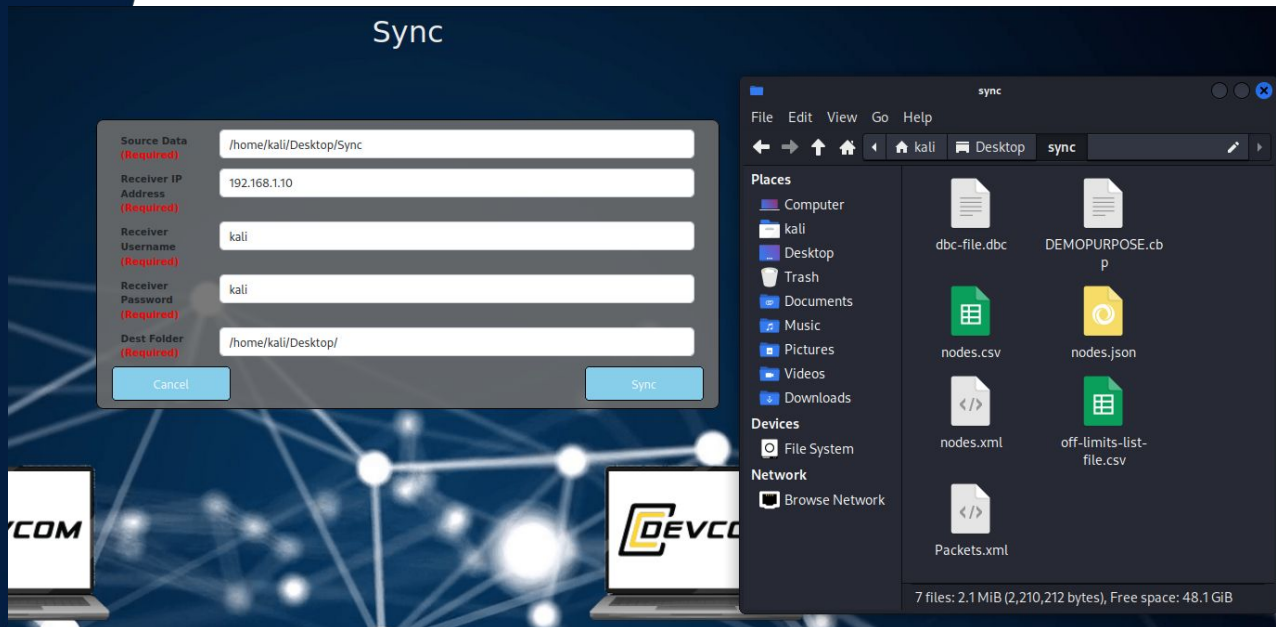 Sync
Source Data
(Required)
/home/kali/Desktop/Sync
Receiver IP
Address
(Required)
192.168.1.10
Receiver
Username
(Required)
kali
Receiver
Password
(Required)
kali
Dest Folder
(Required)
/home/kali/Desktop/
Cancel
Sync
VCOM
DEVCO
sync
File Edit View Go Help
kali
Desktop
sync
Places
Computer
kali
Desktop
Trash
Documents
Music
Pictures
Videos
Downloads
Devices
File System
Network
Browse Network
dbc-file.dbc
DEMOPURPOSE.cb
p
nodes.csv
nodes.json
nodes.xml
off-limits-list-
file.csv
Packets.xml
7 files: 2.1 MiB (2,210,212 bytes), Free space: 48.1 GiB